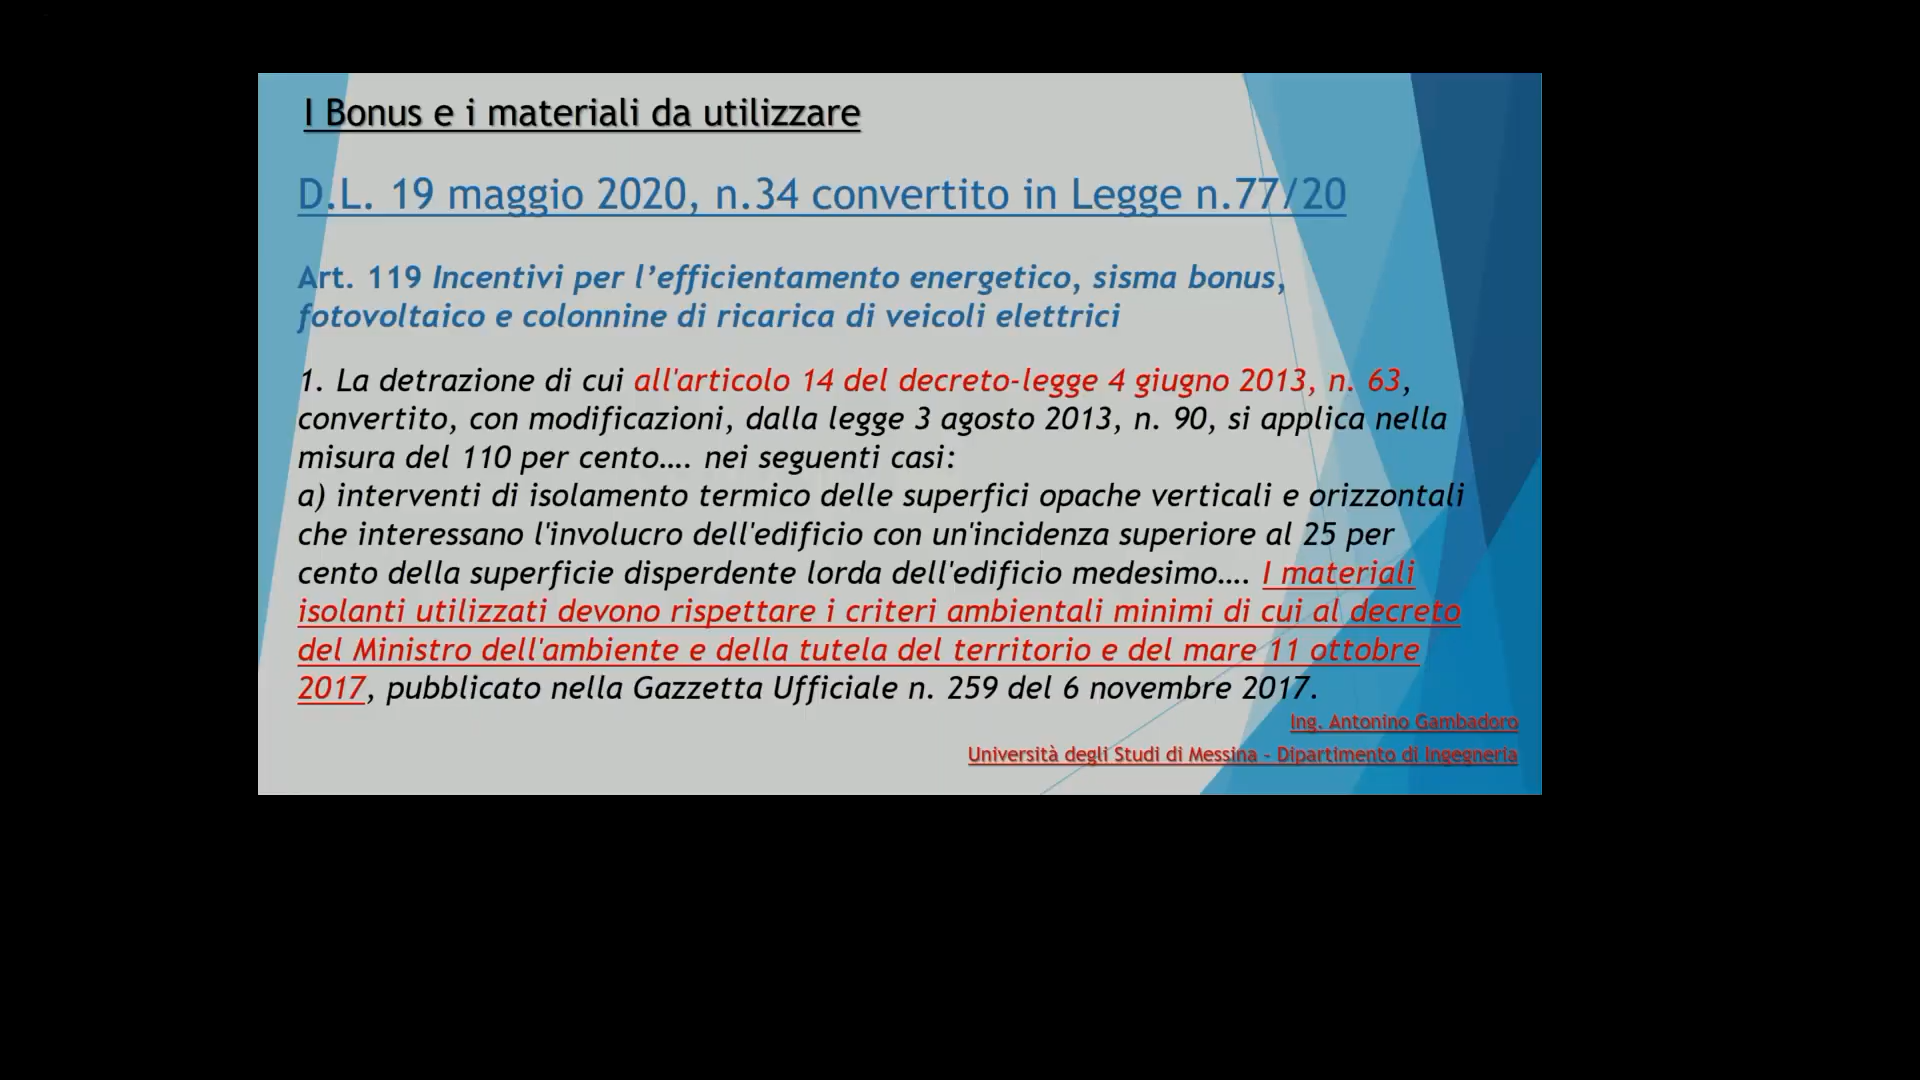 I Bonus e i materiali da utilizzare
D.L. 19 maggio 2020, n.34 convertito in Legge n.77/20
Art. 119 Incentivi per l’efficientamento energetico, sisma bonus,
fotovoltaico e colonnine di ricarica di veicoli elettrici
1. La detrazione di cui all'articolo 14 del decreto-legge 4 giugno 2013, n. 63,
convertito, con modificazioni, dalla legge 3 agosto 2013, n. 90, si applica nella
misura del 110 per cento…. nei seguenti casi:
a) interventi di isolamento termico delle superfici opache verticali e orizzontali
che interessano l'involucro dell'edificio con un'incidenza superiore al 25 per
cento della superficie disperdente lorda dell'edificio medesimo…. I materiali
isolanti utilizzati devono rispettare i criteri ambientali minimi di cui al decreto
del Ministro dell'ambiente e della tutela del territorio e del mare 11 ottobre
2017, pubblicato nella Gazzetta Ufficiale n. 259 del 6 novembre 2017.
Ing. Antonino Gambadoro
Università degli Studi di Messina - Dipartimento di Ingegneria